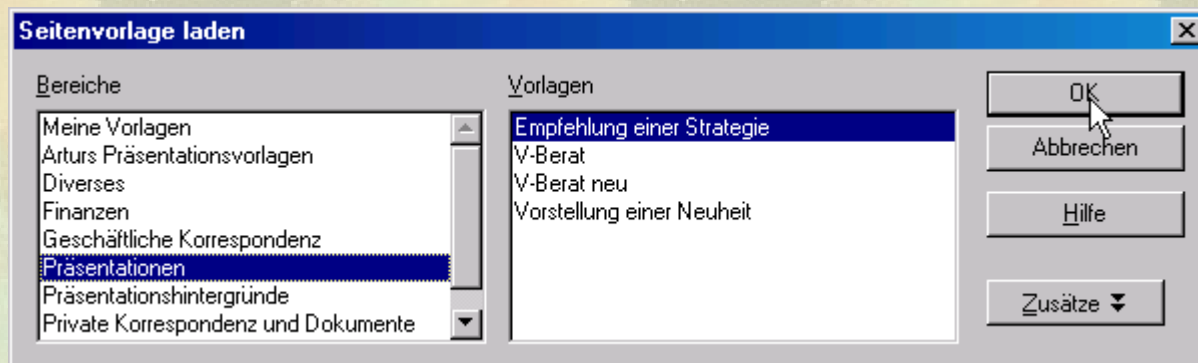 Seitenvorlage laden
Bereiche
Meine Vorlagen
Arturs Präsentationsvorlagen
Diverses
Finanzen
Geschäftliche Korrespondenz
Präsentationen
Präsentationshintergründe
Private Korrespondenz und Dokumente
Vorlagen
Empfehlung einer Strategie
V-Berat
V-Berat neu
Vorstellung einer Neuheit
OK
Abbrechen
Hilfe
Zusätze